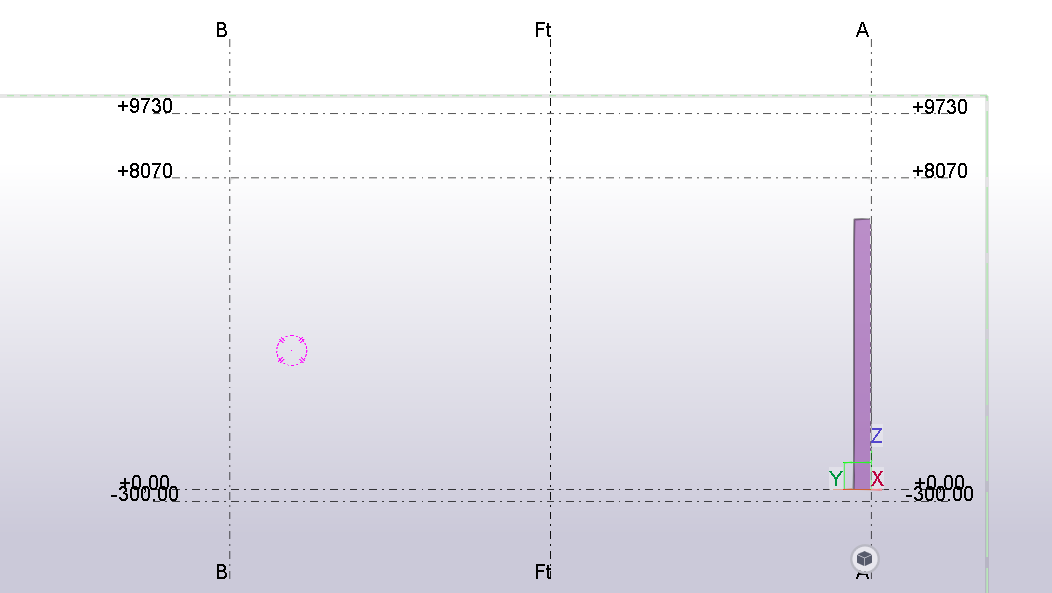 B Ft A
+9730 +9730
+8070 +8070
Z
Y X
+0.00 +0.00
-300.00 -300.00
B Ft A